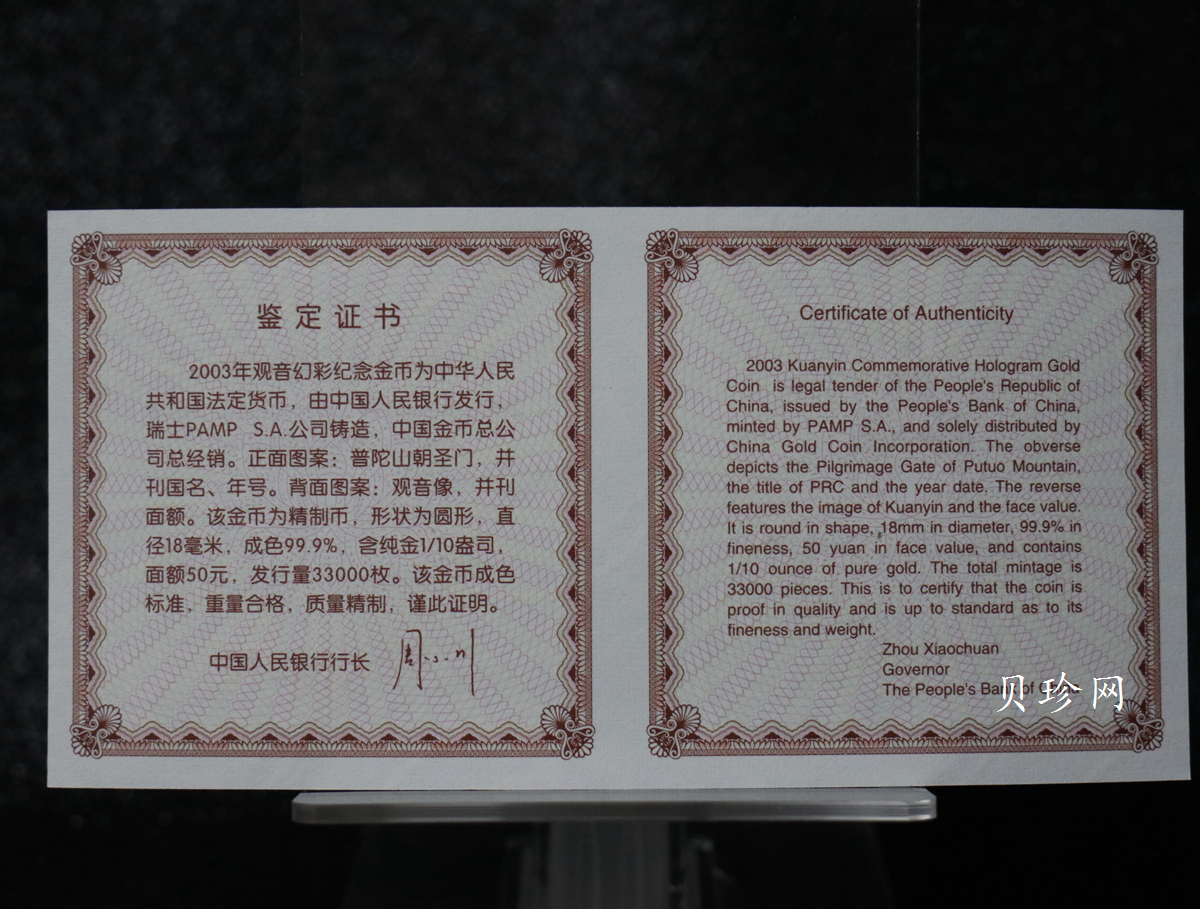 鉴定证书
2003年观音幻彩纪念金币为中华人民
共和国法定货币，由中国人民银行发行，
瑞士PAMP S.A.公司铸造，中国金币总公
司总经销。正面图案：普陀山朝圣门，并
刊国名、年号。背面图案：观音像，并刊
面额。该金币为精制币，形状为圆形，直
径18毫米，成色99.9%，含纯金1/10盎司，
面额50元，发行量33000枚。该金币成色
标准，重量合格，质量精制，谨此证明。
中国人民银行行长 周小川
Certificate of Authenticity
2003 Kuanyin Commemorative Hologram Gold
Coin is legal tender of the People's Republic of
China, issued by the People's Bank of China,
minted by PAMP S.A., and solely distributed by
China Gold Coin Incorporation. The obverse
depicts the Pilgrimage Gate of Putuo Mountain,
the title of PRC and the year date. The reverse
features the image of Kuanyin and the face value.
It is round in shape, 18mm in diameter, 99.9% in
fineness, 50 yuan in face value, and contains
1/10 ounce of pure gold. The total mintage is
33000 pieces. This is to certify that the coin is
proof in quality and is up to standard as to its
fineness and weight.
Zhou Xiaochuan
Governor
The People's Bank of China
贝珍网